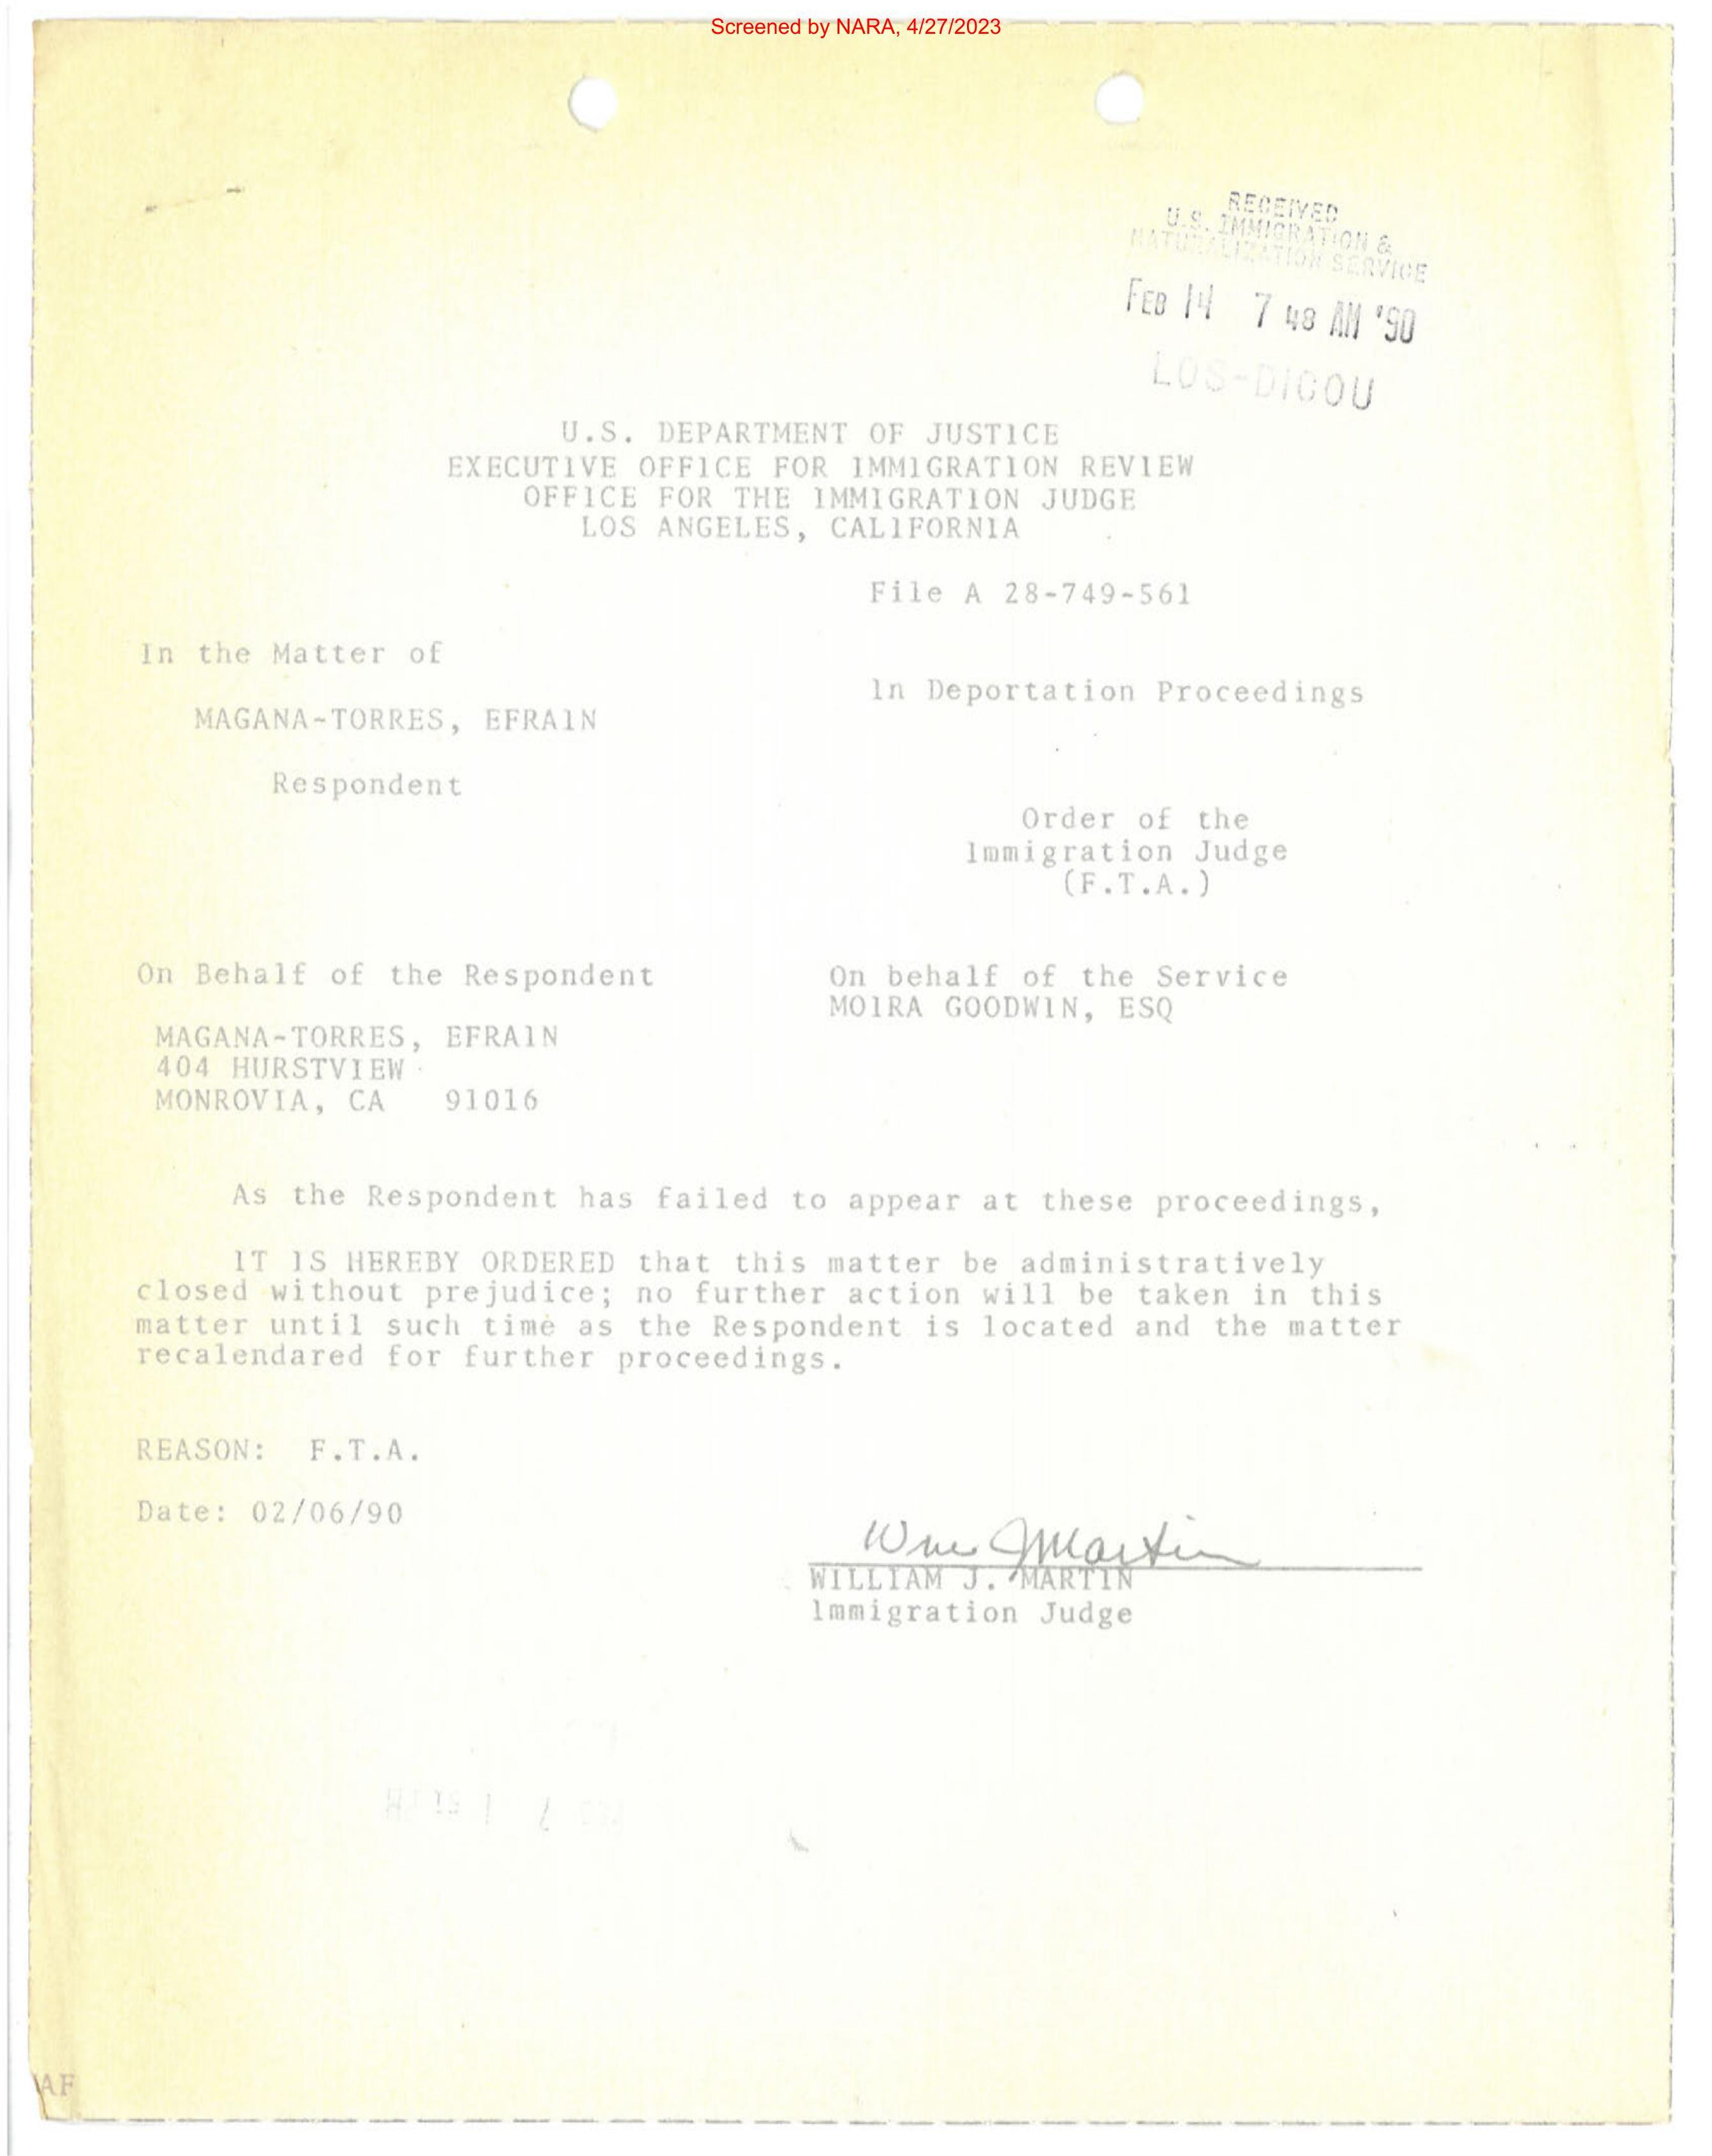 Screened by NARA, 4/27/2023
RECEIVED
U.S. IMMIGRATION &
NATURALIZATION SERVICE
FEB 14 7 48 AM '90
U.S. DEPARTMENT OF JUSTICE
EXECUTIVE OFFICE FOR IMMIGRATION REVIEW
OFFICE FOR THE IMMIGRATION JUDGE
LOS ANGELES, CALIFORNIA
File A 28-749-561
In the Matter of
In Deportation Proceedings
MAGANA-TORRES, EFRAIN
Respondent
Order of the
Immigration Judge
(F.T.A.)
On Behalf of the Respondent
On behalf of the Service
MOIRA GOODWIN, ESQ
MAGANA-TORRES, EFRAIN
404 HURSTVIEW
MONROVIA, CA 91016
As the Respondent has failed to appear at these proceedings,
IT IS HEREBY ORDERED that this matter be administratively
closed without prejudice; no further action will be taken in this
matter until such time as the Respondent is located and the matter
recalendared for further proceedings.
REASON: F.T.A.
Date: 02/06/90
Wm J Martin
WILLIAM J. MARTIN
Immigration Judge
AF